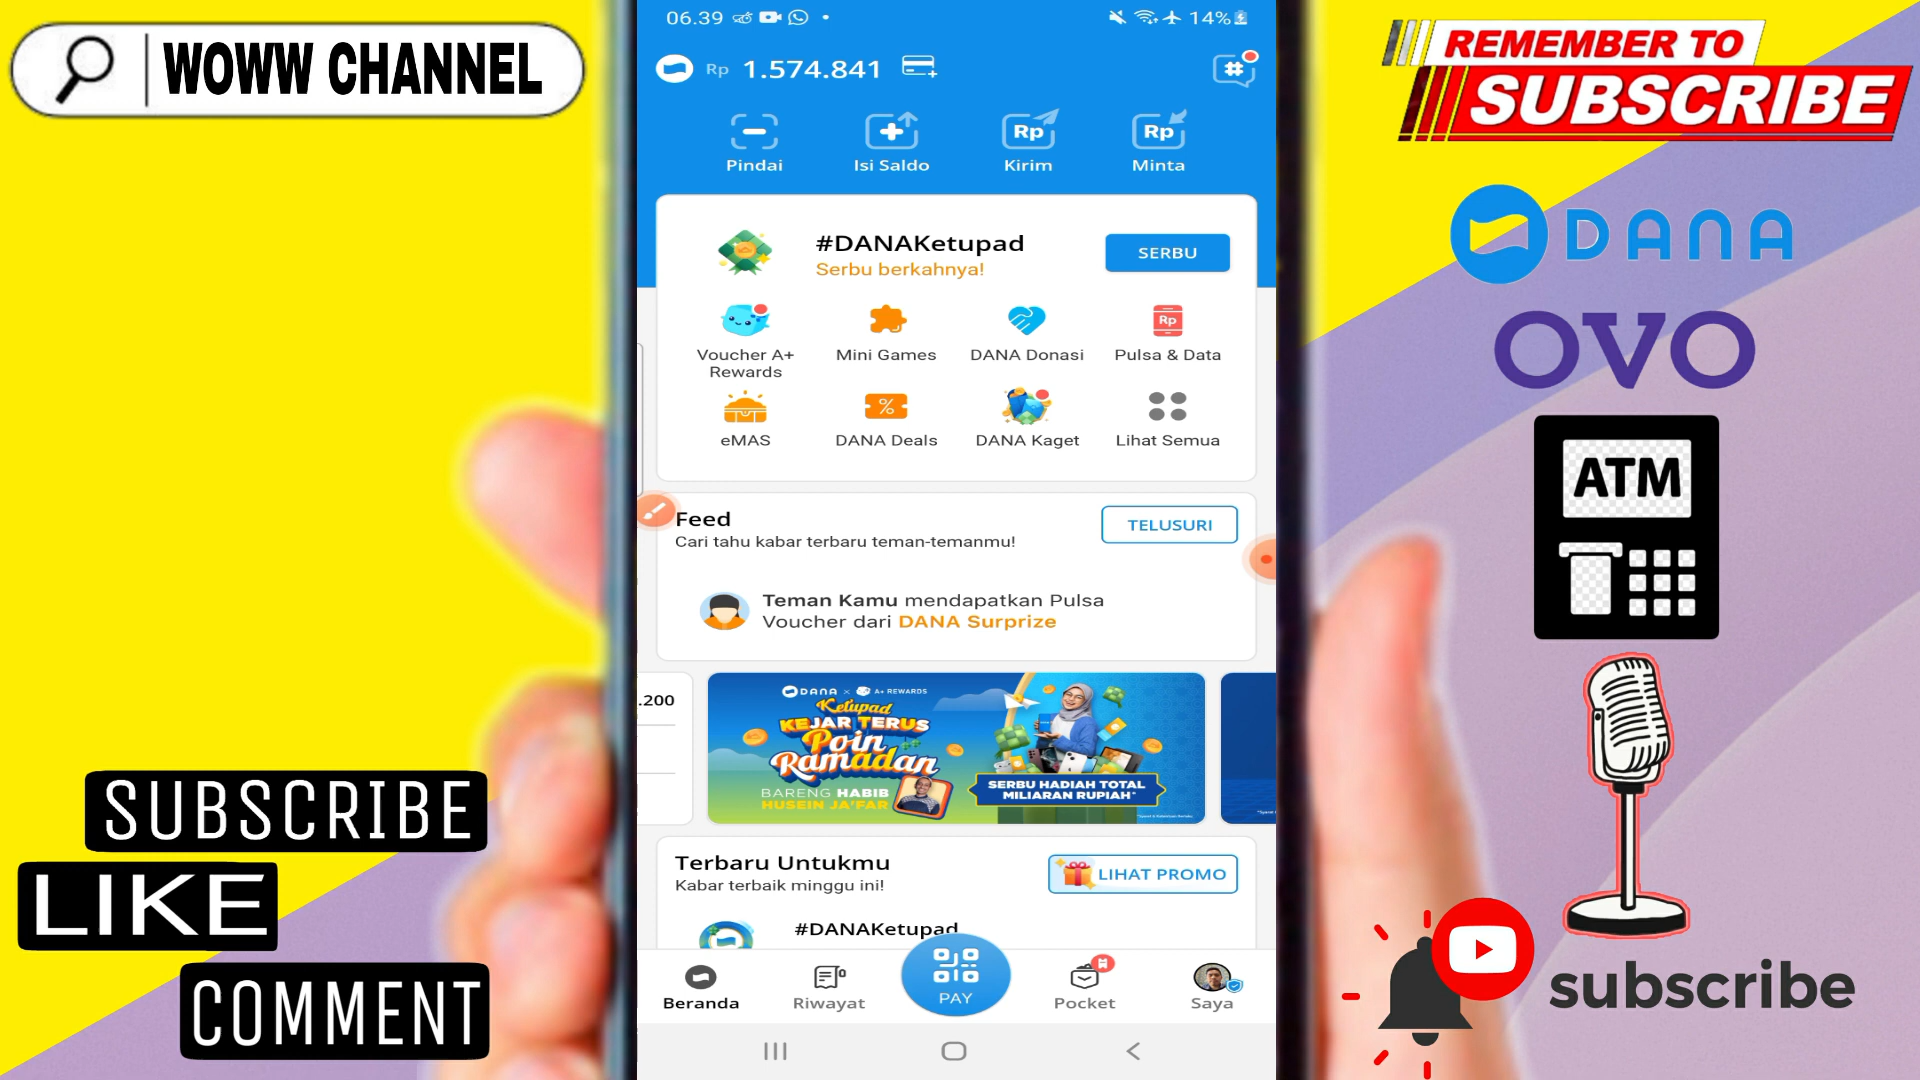 WOWW CHANNEL
REMEMBER TO
SUBSCRIBE
06.39
14%
Rp 1.574.841
#
Pindai
Isi Saldo
Rp
Kirim
Rp
Minta
#DANAKetupad
Serbu berkahnya!
SERBU
Voucher A+
Rewards
Mini Games
DANA Donasi
Rp
Pulsa & Data
eMAS
%
DANA Deals
DANA Kaget
Lihat Semua
Feed
Cari tahu kabar terbaru teman-temanmu!
TELUSURI
Teman Kamu mendapatkan Pulsa
Voucher dari DANA Surprize
.200
DANA × A+ REWARDS
Ketupad
KEJAR TERUS
Poin
Ramadan
BARENG HABIB
HUSEIN JA'FAR
SERBU HADIAH TOTAL
MILIARAN RUPIAH*
Terbaru Untukmu
Kabar terbaik minggu ini!
LIHAT PROMO
#DANAKetupad
Beranda
Riwayat
PAY
Pocket
Saya
DANA
OVO
ATM
subscribe
SUBSCRIBE
LIKE
COMMENT